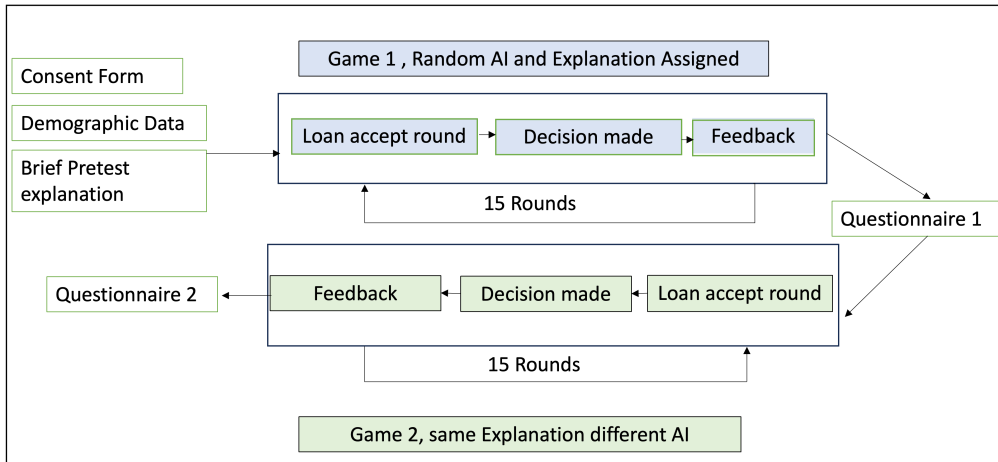 Game 1 , Random AI and Explanation Assigned
Consent Form
Demographic Data
Brief Pretest
explanation
Loan accept round
Decision made
Feedback
15 Rounds
Questionnaire 1
Loan accept round
Decision made
Feedback
Questionnaire 2
15 Rounds
Game 2, same Explanation different AI